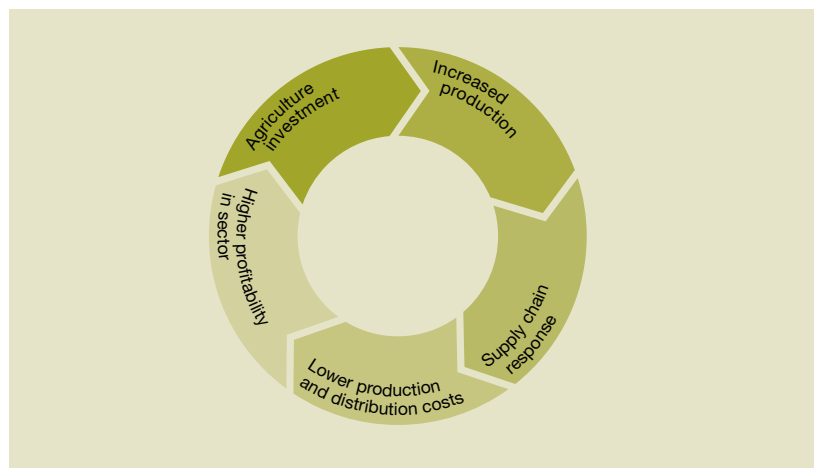 Agriculture
investment
Increased
production
Supply chain
response
Lower production
and distribution costs
Higher profitability
in sector